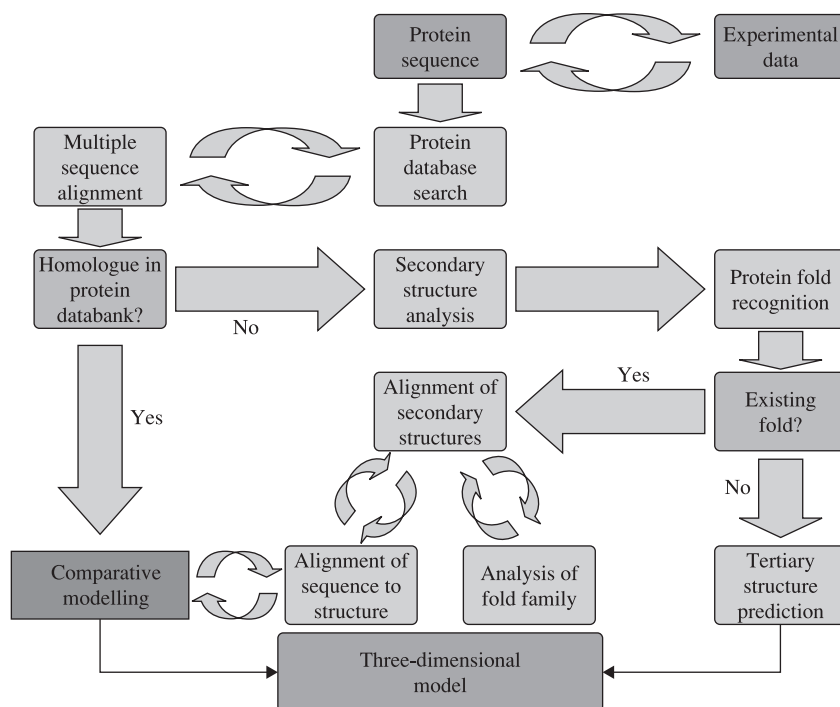 Protein
sequence
Experimental
data
Multiple
sequence
alignment
Protein
database
search
Homologue in
protein
databank?
No
Secondary
structure
analysis
Protein fold
recognition
Yes
Alignment of
secondary
structures
Yes
Existing
fold?
No
Comparative
modelling
Alignment of
sequence to
structure
Analysis of
fold family
Tertiary
structure
prediction
Three-dimensional
model